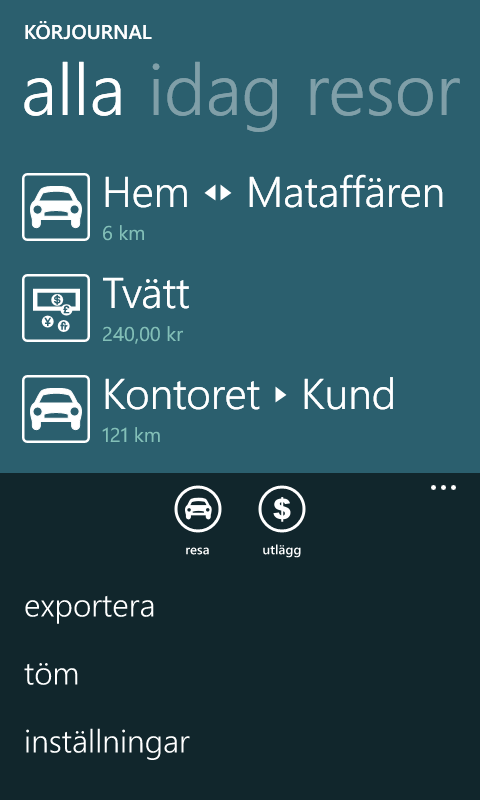 KÖRJOURNAL
alla idag resor
Hem Mataffären
6 km
Tvätt
240,00 kr
Kontoret Kund
121 km
resa utlägg
exportera
töm
inställningar